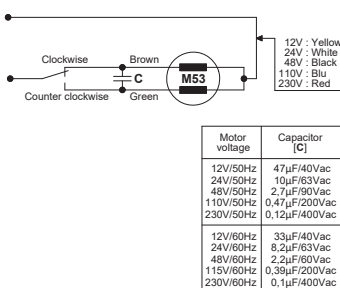 12V : Yellow
24V : White
48V : Black
110V : Blu
230V : Red
Clockwise
Brown
C
M53
Counter clockwise
Green
Motor voltage
Capacitor [C]
12V/50Hz 47µF/40Vac
24V/50Hz 10µF/63Vac
48V/50Hz 2,7µF/90Vac
110V/50Hz 0,47µF/200Vac
230V/50Hz 0,12µF/400Vac
12V/60Hz 33µF/40Vac
24V/60Hz 8,2µF/63Vac
48V/60Hz 2,2µF/60Vac
115V/60Hz 0,39µF/200Vac
230V/60Hz 0,1µF/400Vac